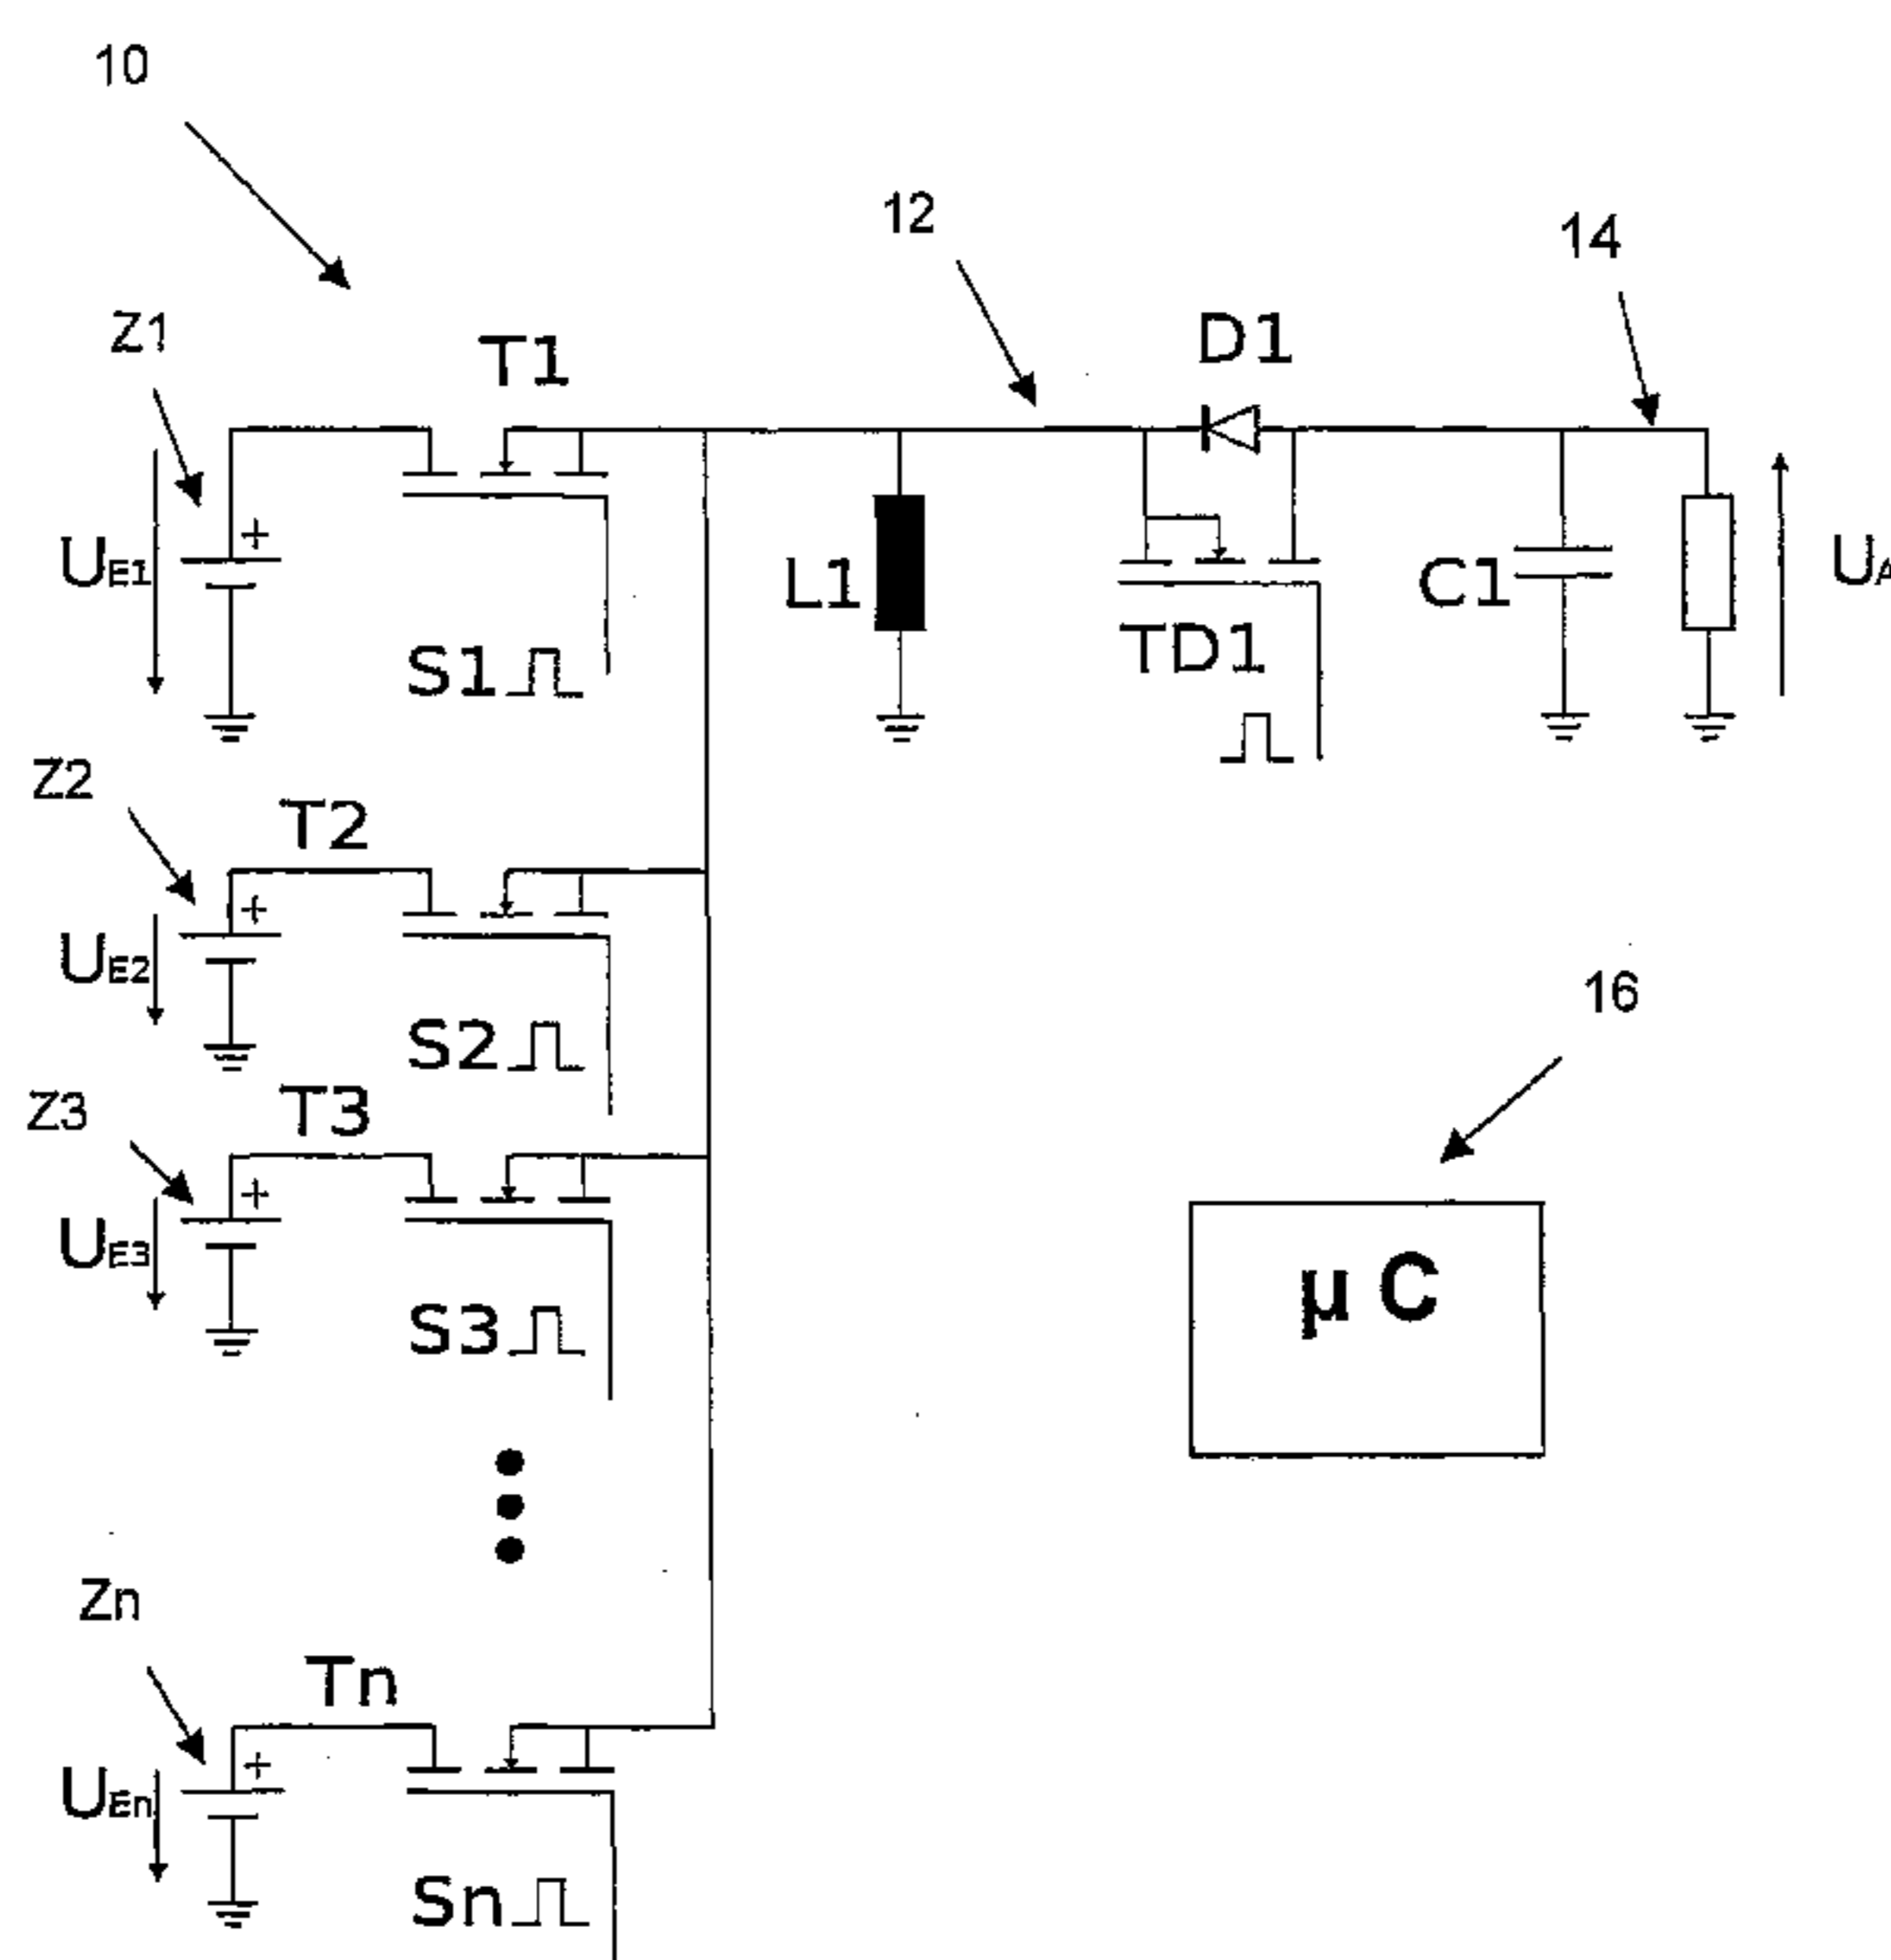 10
12
14
Z1
T1
D1
+
UE1
L1
C1
UA
S1
TD1
Z2
T2
+
UE2
S2
16
Z3
T3
+
UE3
µ C
S3
Zn
Tn
+
UEn
Sn